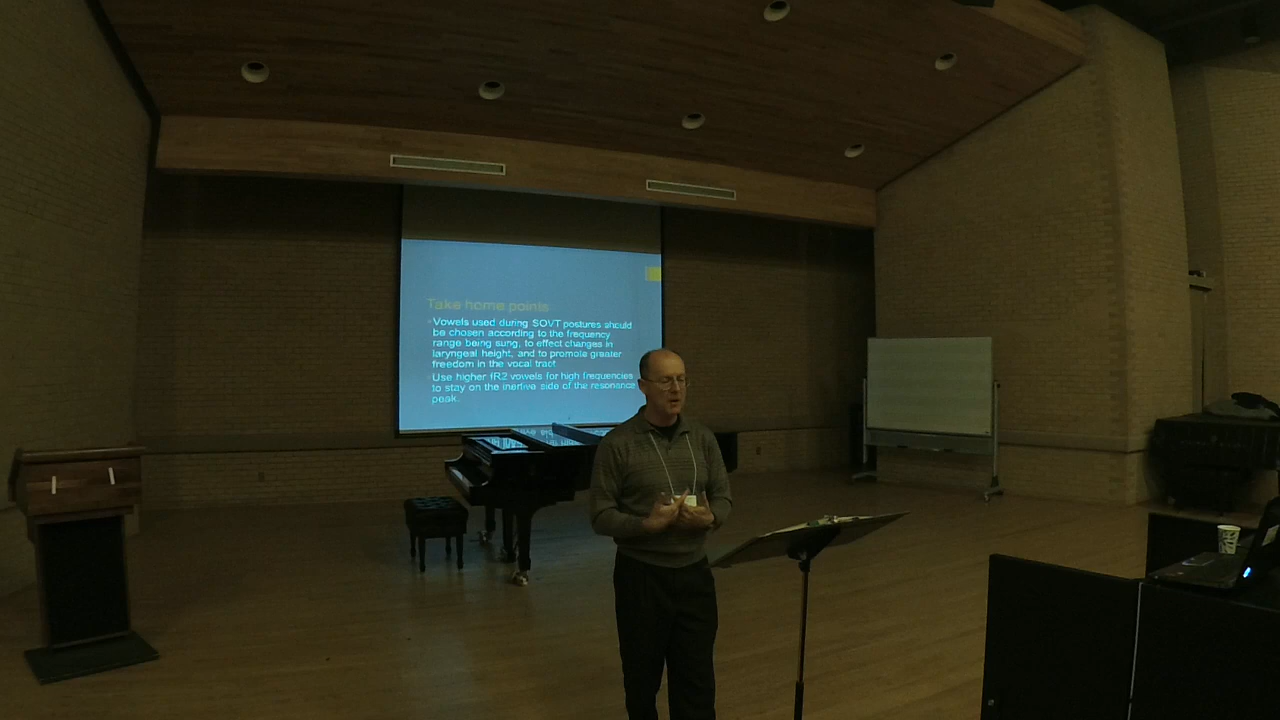 Take home points
Vowels used during SOVT postures should
be chosen according to the frequency
range being sung, to effect changes in
laryngeal height, and to promote greater
freedom in the vocal tract
Use higher fR2 vowels for high frequencies
to stay on the inertive side of the resonance
peak.